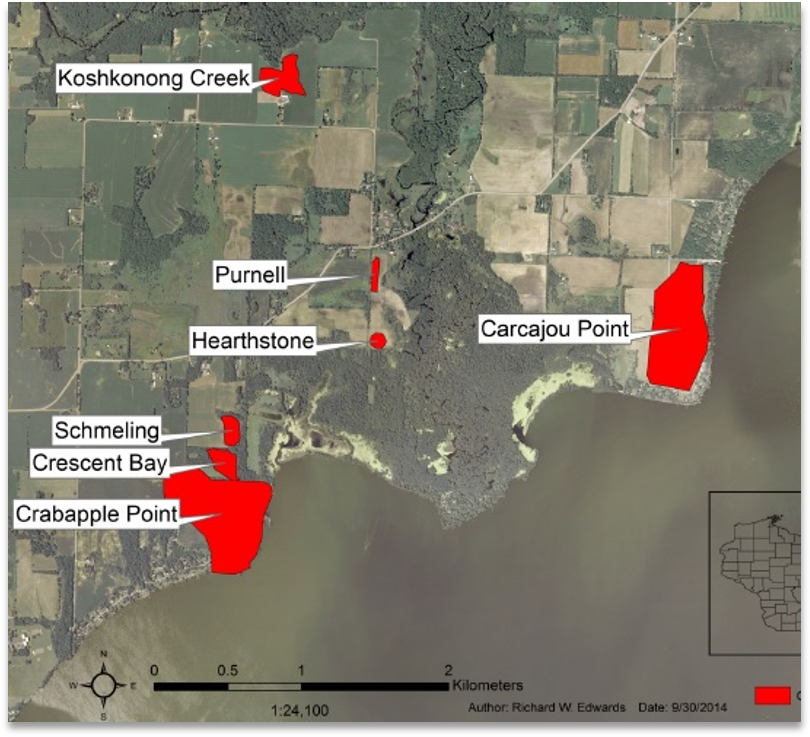 Koshkonong Creek
Purnell
Hearthstone
Carcajou Point
Schmeling
Crescent Bay
Crabapple Point
N
W E
S
0 0.5 1 2
Kilometers
1:24,100
Author: Richard W. Edwards Date: 9/30/2014